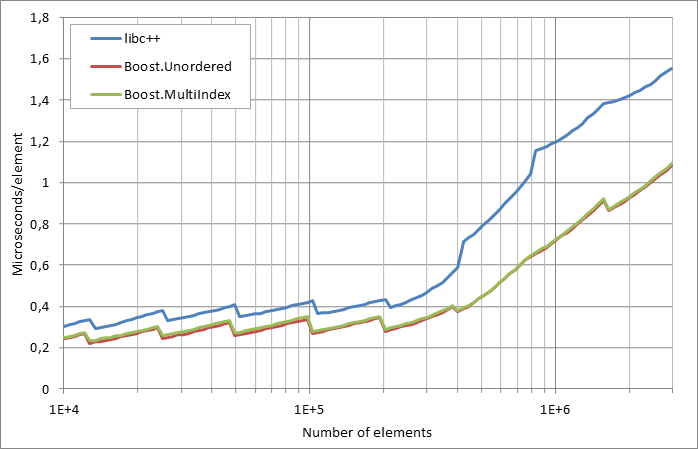 1,8
1,6
1,4
1,2
1
0,8
0,6
0,4
0,2
0
Microseconds/element
libc++
Boost.Unordered
Boost.MultiIndex
1E+4
1E+5
1E+6
Number of elements